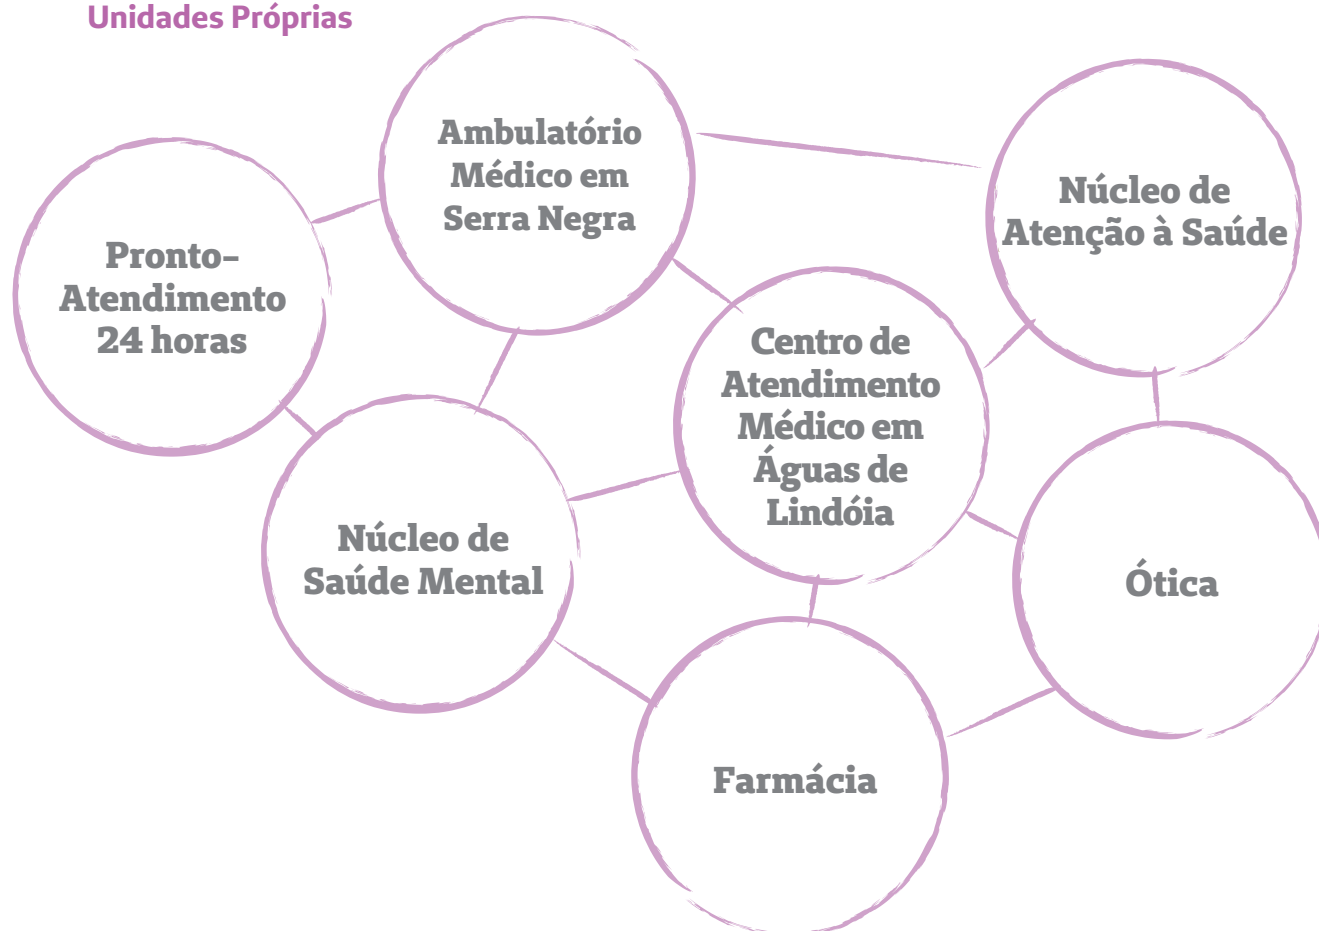 Unidades Próprias
Ambulatório
Médico em
Serra Negra
Núcleo de
Atenção à Saúde
Pronto-
Atendimento
24 horas
Centro de
Atendimento
Médico em
Águas de
Lindóia
Núcleo de
Saúde Mental
Ótica
Farmácia